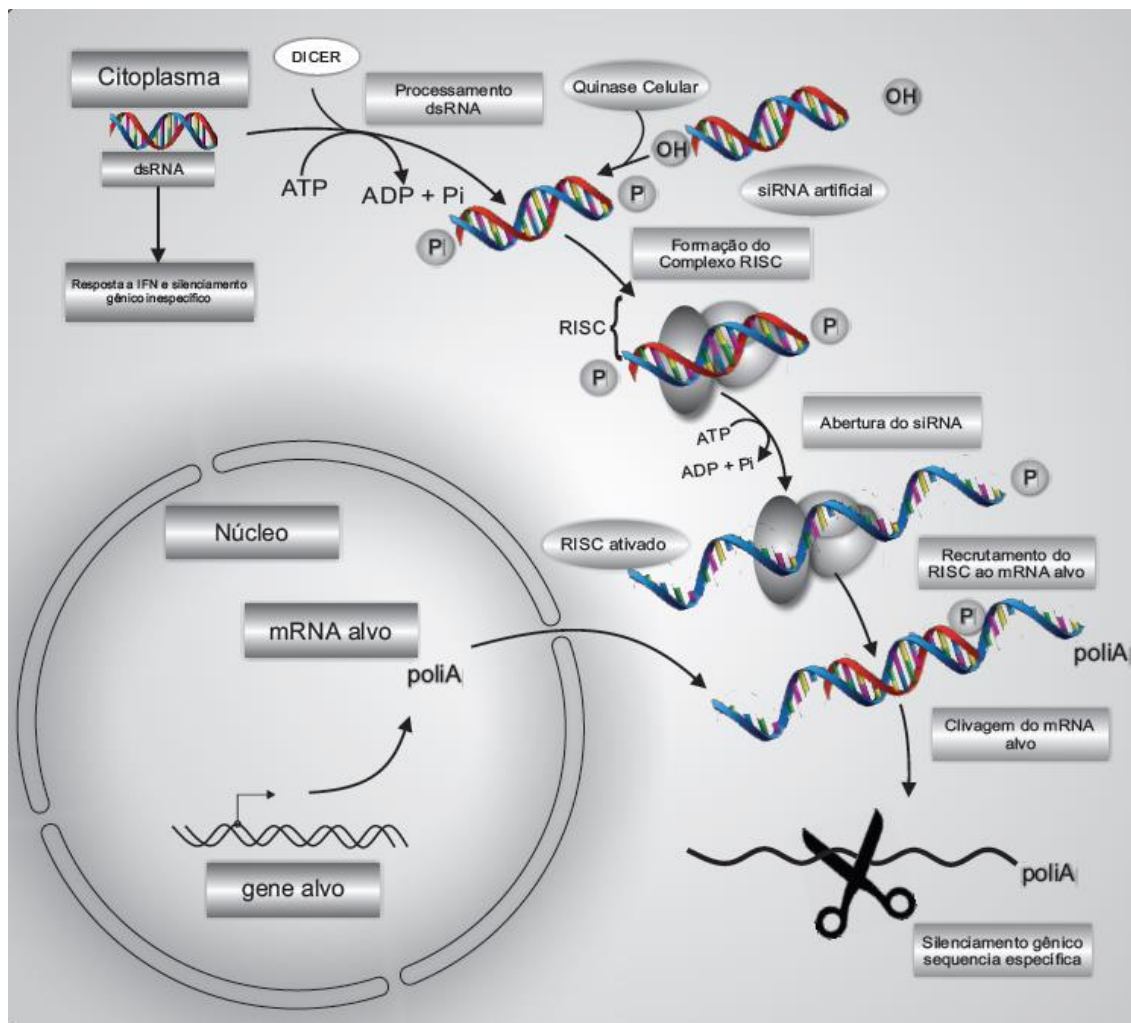 Citoplasma
dsRNA
Resposta a IFN e silenciamento
gênico inespecífico
DICER
Processamento
dsRNA
ATP
ADP + Pi
Quinase Celular
OH
OH
siRNA artificial
P
P
Formação do
Complexo RISC
RISC
P
P
Abertura do siRNA
ATP
ADP + Pi
P
RISC ativado
Recrutamento do
RISC ao mRNA alvo
P
poliA
Núcleo
mRNA alvo
poliA
gene alvo
Clivagem do mRNA
alvo
poliA
Silenciamento gênico
sequencia especifica